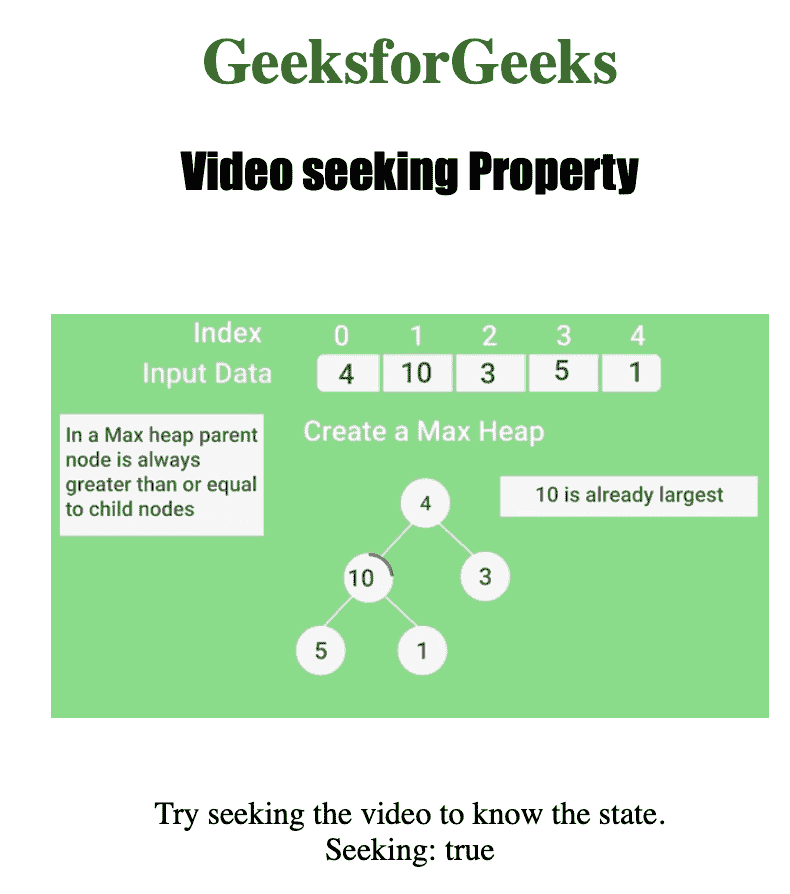 GeeksforGeeks
Video seeking Property
Index 0 1 2 3 4
Input Data 4 10 3 5 1
In a Max heap parent
node is always
greater than or equal
to child nodes
Create a Max Heap
10 is already largest
4
10 3
5 1
Try seeking the video to know the state.
Seeking: true